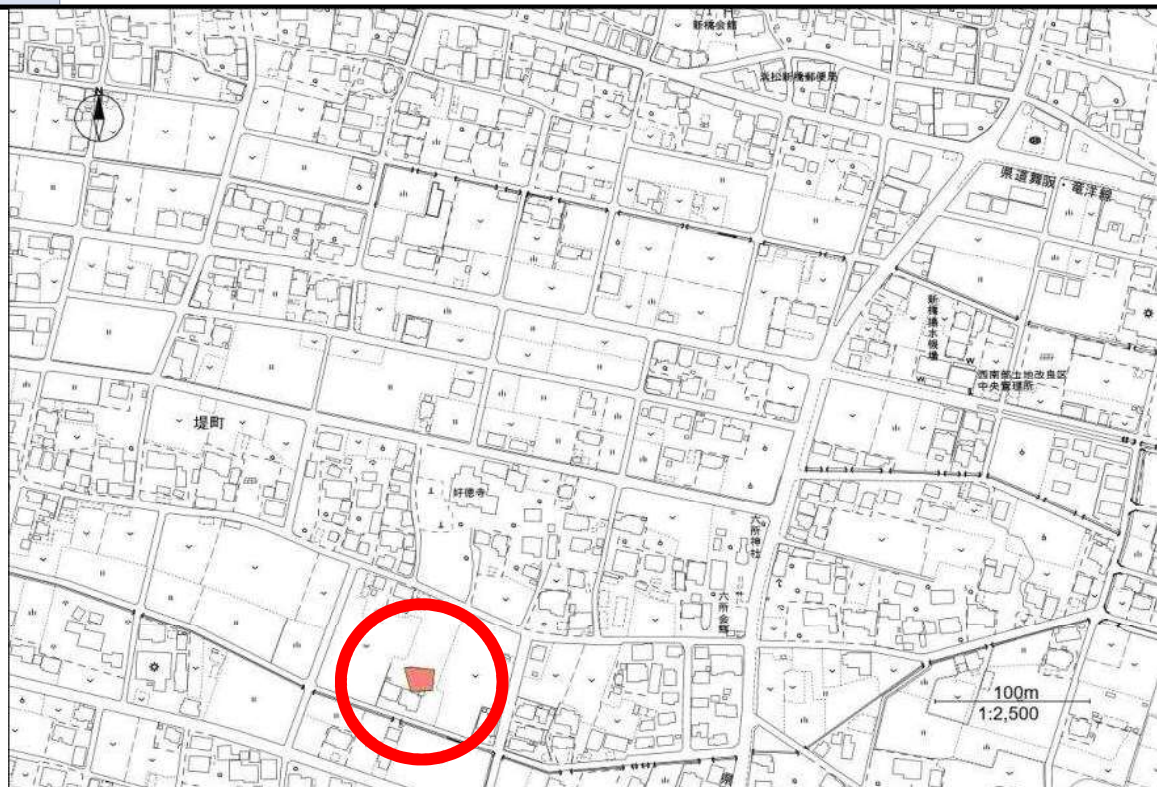 新橋会館
浜松新橋郵便局
N
県道舞阪・竜洋線
新橋揚水機場
西南部土地改良区
中央管理所
堤町
好徳寺
六所神社
六所会館
100m
1:2,500
県